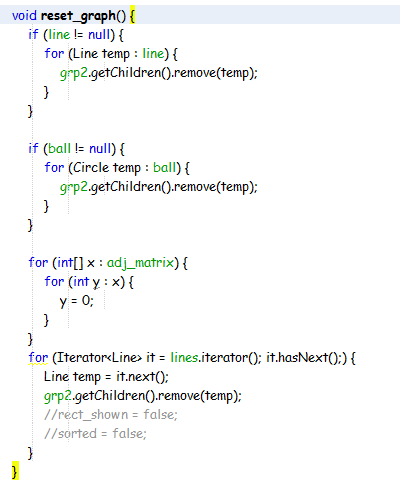 void reset_graph() {
if (line != null) {
for (Line temp : line) {
grp2.getChildren().remove(temp);
}
}
if (ball != null) {
for (Circle temp : ball) {
grp2.getChildren().remove(temp);
}
}
for (int[] x : adj_matrix) {
for (int y : x) {
y = 0;
}
}
for (Iterator<Line> it = lines.iterator(); it.hasNext();) {
Line temp = it.next();
grp2.getChildren().remove(temp);
//rect_shown = false;
//sorted = false;
}
}